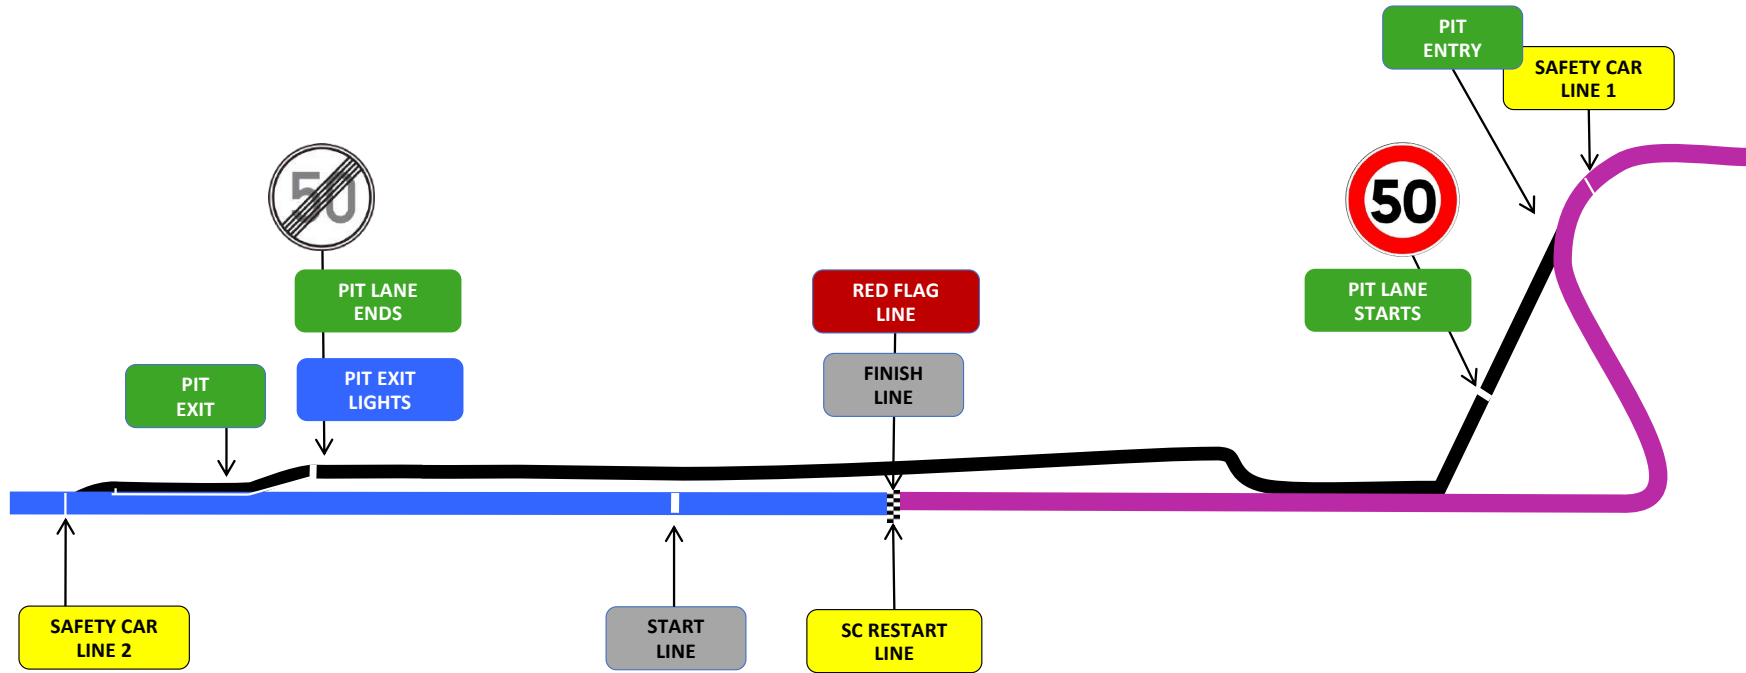 PIT
ENTRY
SAFETY CAR
LINE 1
50
50
PIT LANE
ENDS
RED FLAG
LINE
PIT LANE
STARTS
PIT
EXIT
PIT EXIT
LIGHTS
FINISH
LINE
SAFETY CAR
LINE 2
START
LINE
SC RESTART
LINE